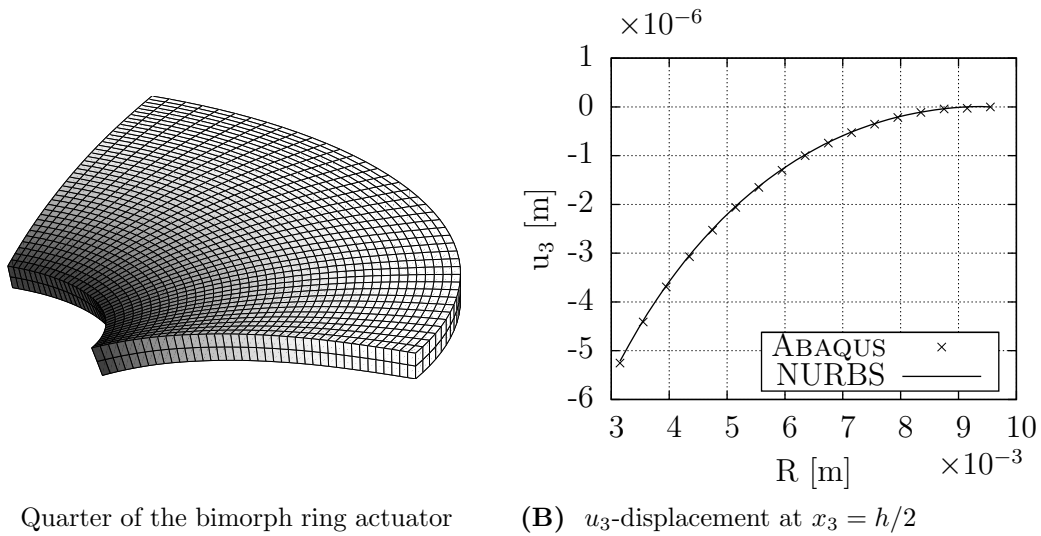 ×10⁻⁶
1
0
-1
-2
-3
-4
-5
-6
u₃ [m]
ABAQUS
NURBS
3 4 5 6 7 8 9 10
R [m]
×10⁻³
Quarter of the bimorph ring actuator
(B) u₃-displacement at x₃ = h/2